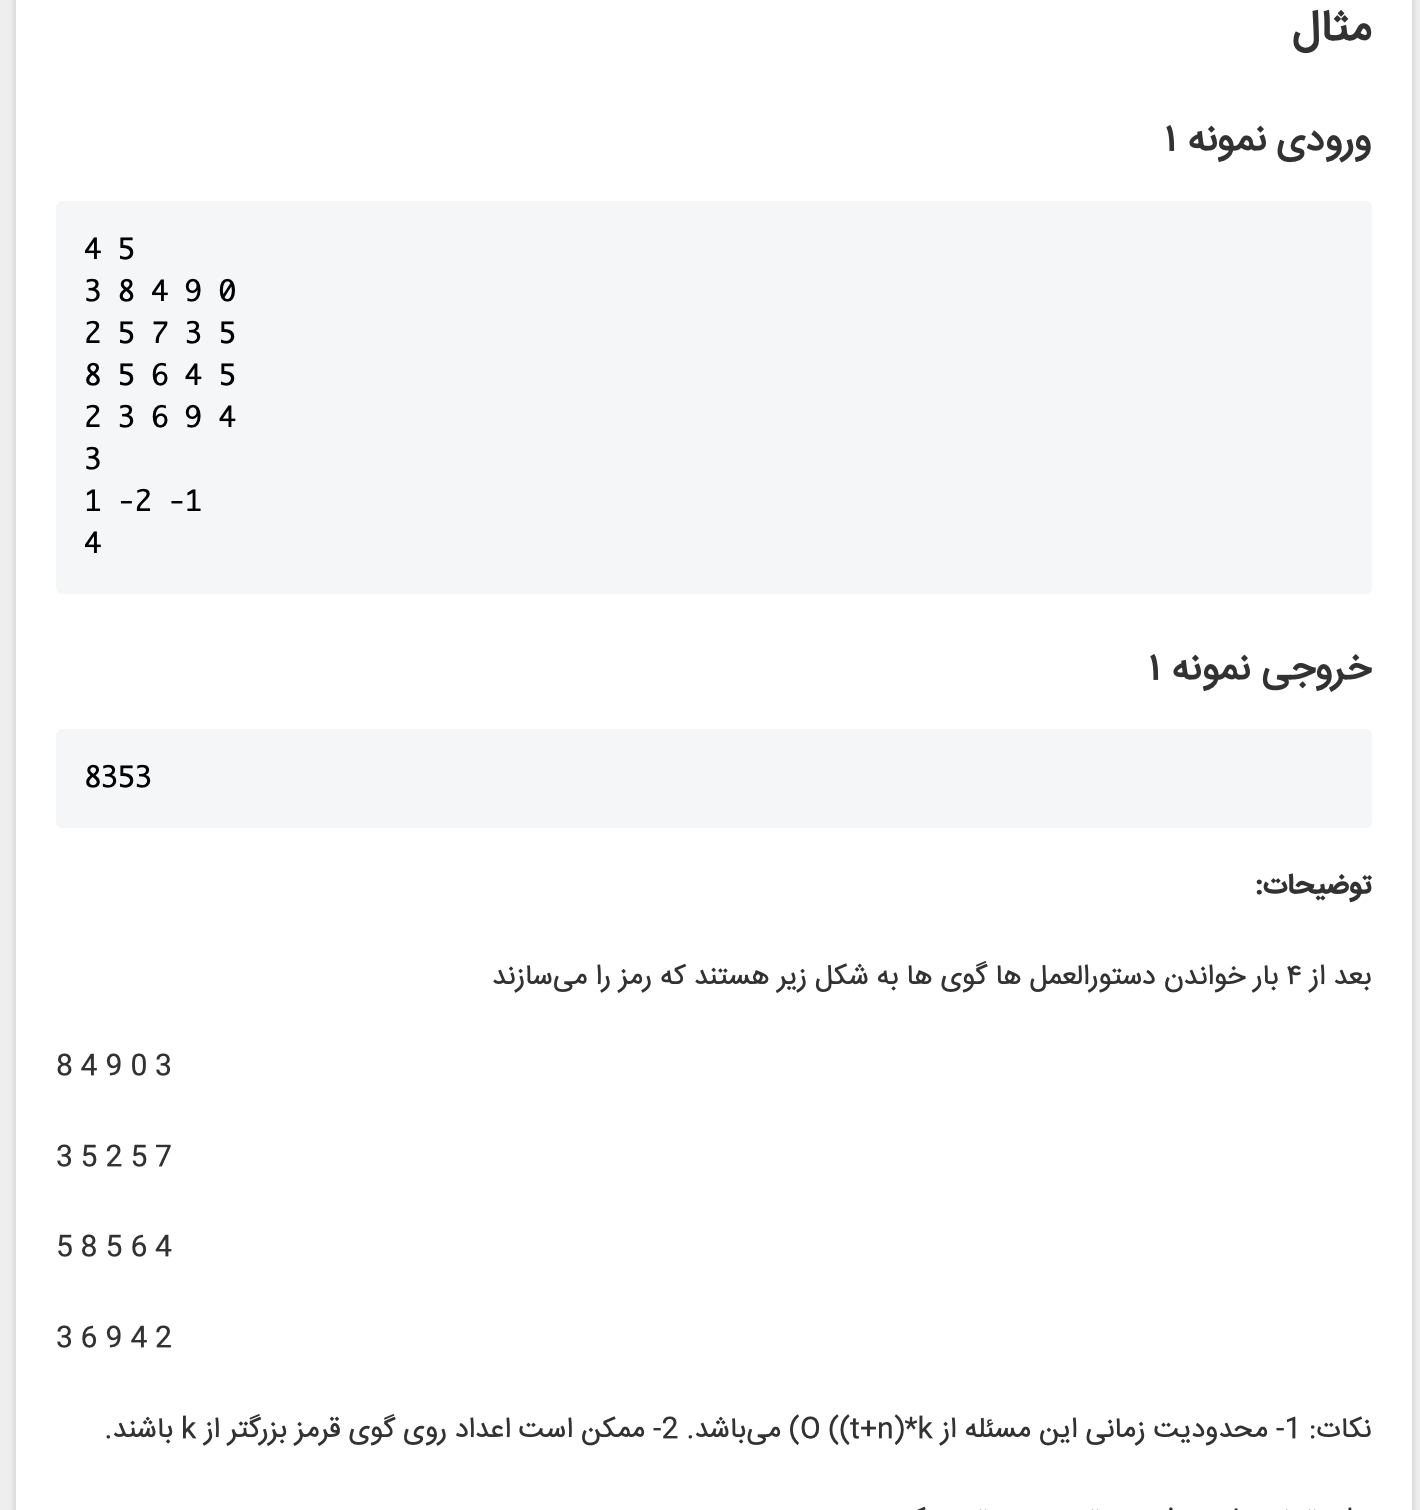 مثال
ورودی نمونه ۱
4 5
3 8 4 9 0
2 5 7 3 5
8 5 6 4 5
2 3 6 9 4
3
1 -2 -1
4
خروجی نمونه ۱
8353
توضیحات:
بعد از ۴ بار خواندن دستورالعمل ها گوی ها به شکل زیر هستند که رمز را می‌سازند
8 4 9 0 3
3 5 2 5 7
5 8 5 6 4
3 6 9 4 2
نکات: 1- محدودیت زمانی این مسئله از O ((t+n)*k) می‌باشد. 2- ممکن است اعداد روی گوی قرمز بزرگتر از k باشند.